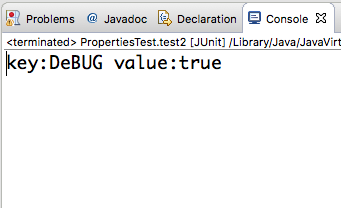 Problems @ Javadoc Declaration Console
<terminated> PropertiesTest.test2 [JUnit] /Library/Java/JavaVirt
key:DeBUG value:true